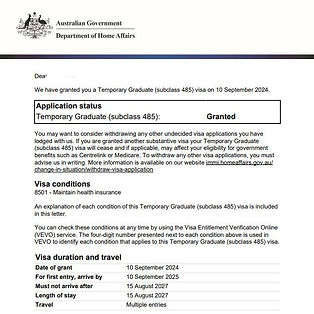 Australian Government
Department of Home Affairs
Dear
We have granted you a Temporary Graduate (subclass 485) visa on 10 September 2024.
Application status
Temporary Graduate (subclass 485): Granted
You may want to consider withdrawing any other undecided visa applications you have
lodged with us. If you are granted another substantive visa your Temporary Graduate
(subclass 485) visa will cease and if applicable, may affect your eligibility for government
benefits such as Centrelink or Medicare. To withdraw any other visa applications, you must
advise us in writing. More information is available on our website immi.homeaffairs.gov.au/
change-in-situation/withdraw-visa-application
Visa conditions
8501 - Maintain health insurance
An explanation of each condition of this Temporary Graduate (subclass 485) visa is included
in this letter.
You can check these conditions at any time by using the Visa Entitlement Verification Online
(VEVO) service. The four-digit number presented next to each condition above is used in
VEVO to identify each condition that applies to this Temporary Graduate (subclass 485) visa.
Visa duration and travel
Date of grant 10 September 2024
For first entry, arrive by 10 September 2025
Must not arrive after 15 August 2027
Length of stay 15 August 2027
Travel Multiple entries